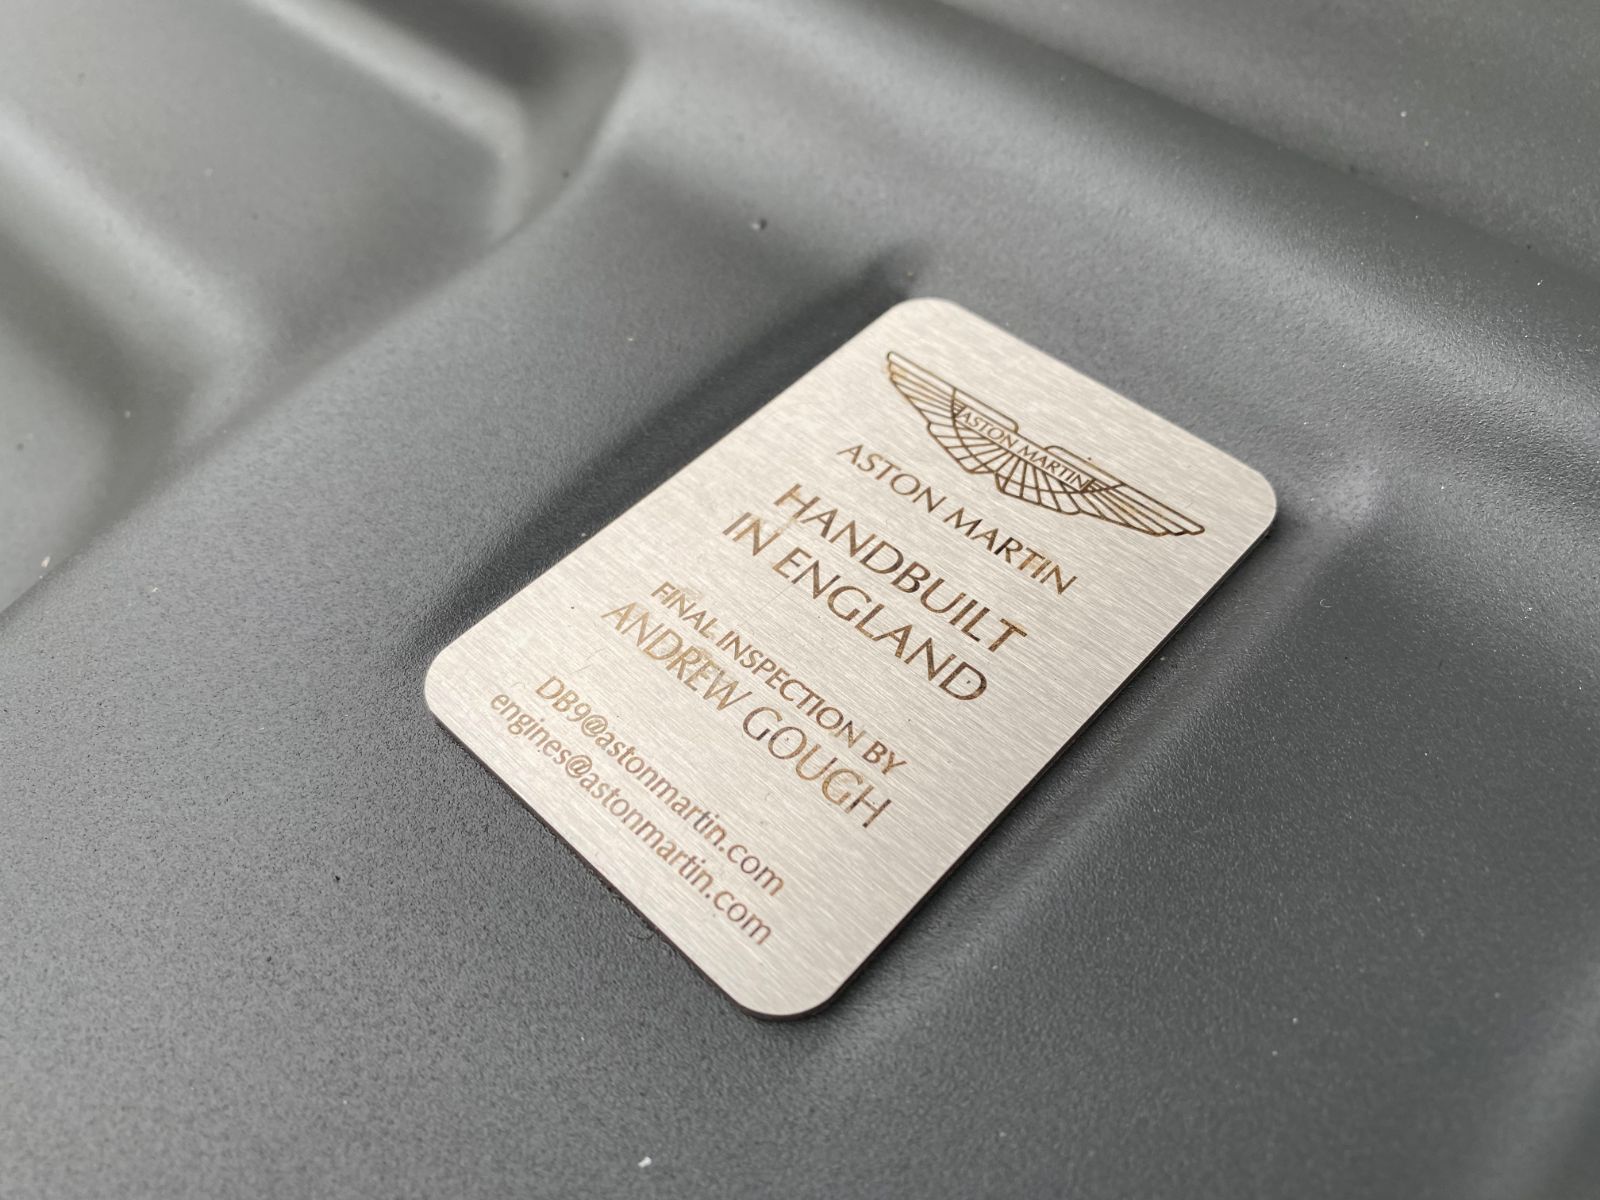 ASTON MARTIN
ASTON MARTIN
HANDBUILT
IN ENGLAND
FINAL INSPECTION BY
ANDREW GOUGH
DB9@astonmartin.com
engines@astonmartin.com